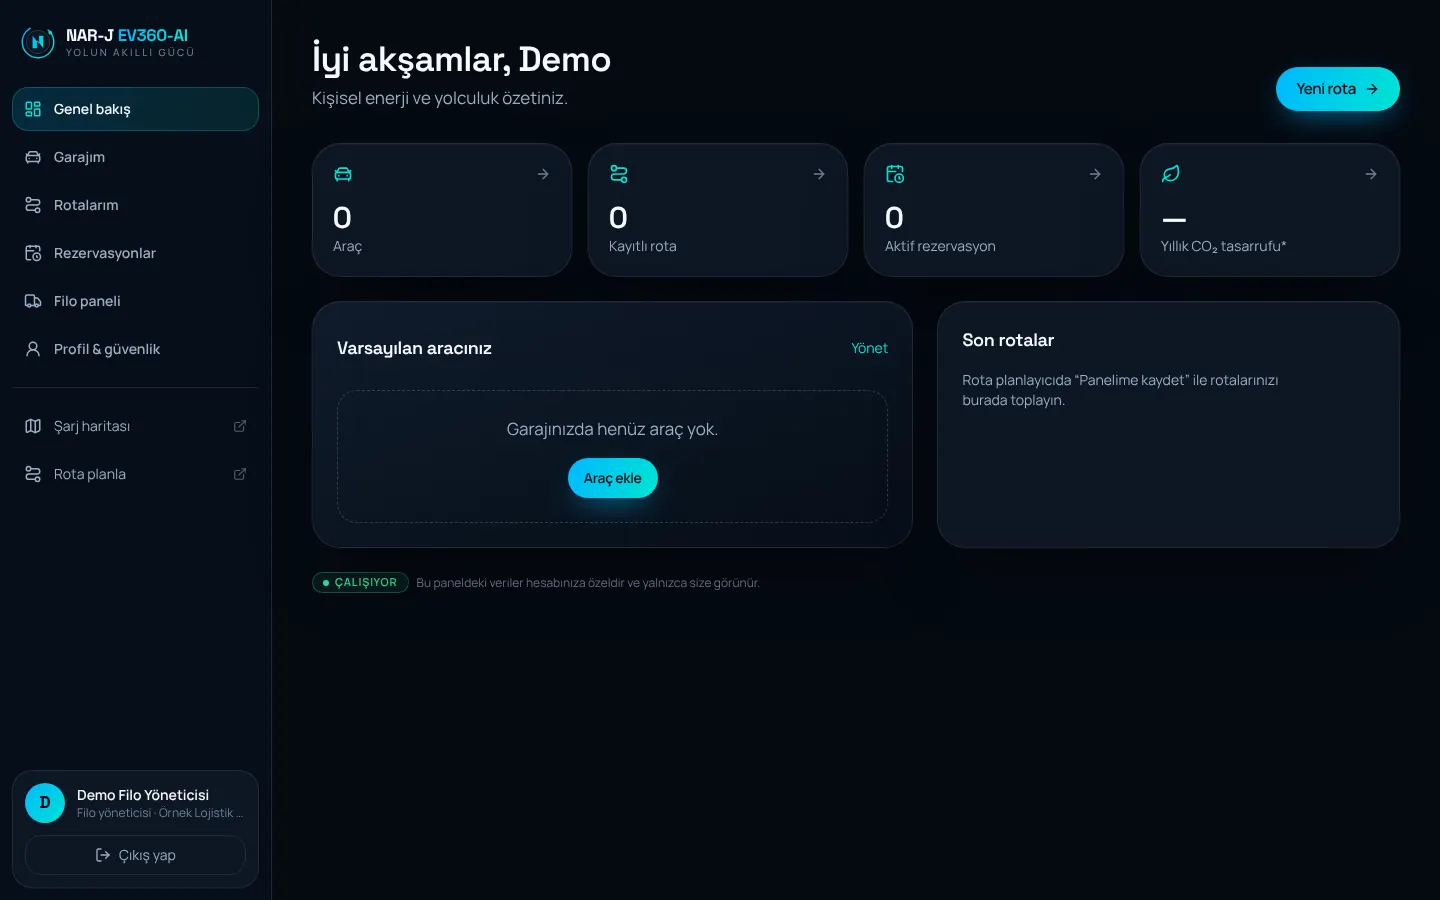 NAR-J EV360-AI
YOLUN AKILLI GÜCÜ
Genel bakış
Garajım
Rotalarım
Rezervasyonlar
Filo paneli
Profil & güvenlik
Şarj haritası
Rota planla
D
Demo Filo Yöneticisi
Filo yöneticisi · Örnek Lojistik ...
Çıkış yap
İyi akşamlar, Demo
Kişisel enerji ve yolculuk özetiniz.
Yeni rota
0
Araç
0
Kayıtlı rota
0
Aktif rezervasyon
—
Yıllık CO₂ tasarrufu*
Varsayılan aracınız
Yönet
Garajınızda henüz araç yok.
Araç ekle
Son rotalar
Rota planlayıcıda “Panelime kaydet” ile rotalarınızı
burada toplayın.
ÇALIŞIYOR
Bu paneldeki veriler hesabınıza özeldir ve yalnızca size görünür.